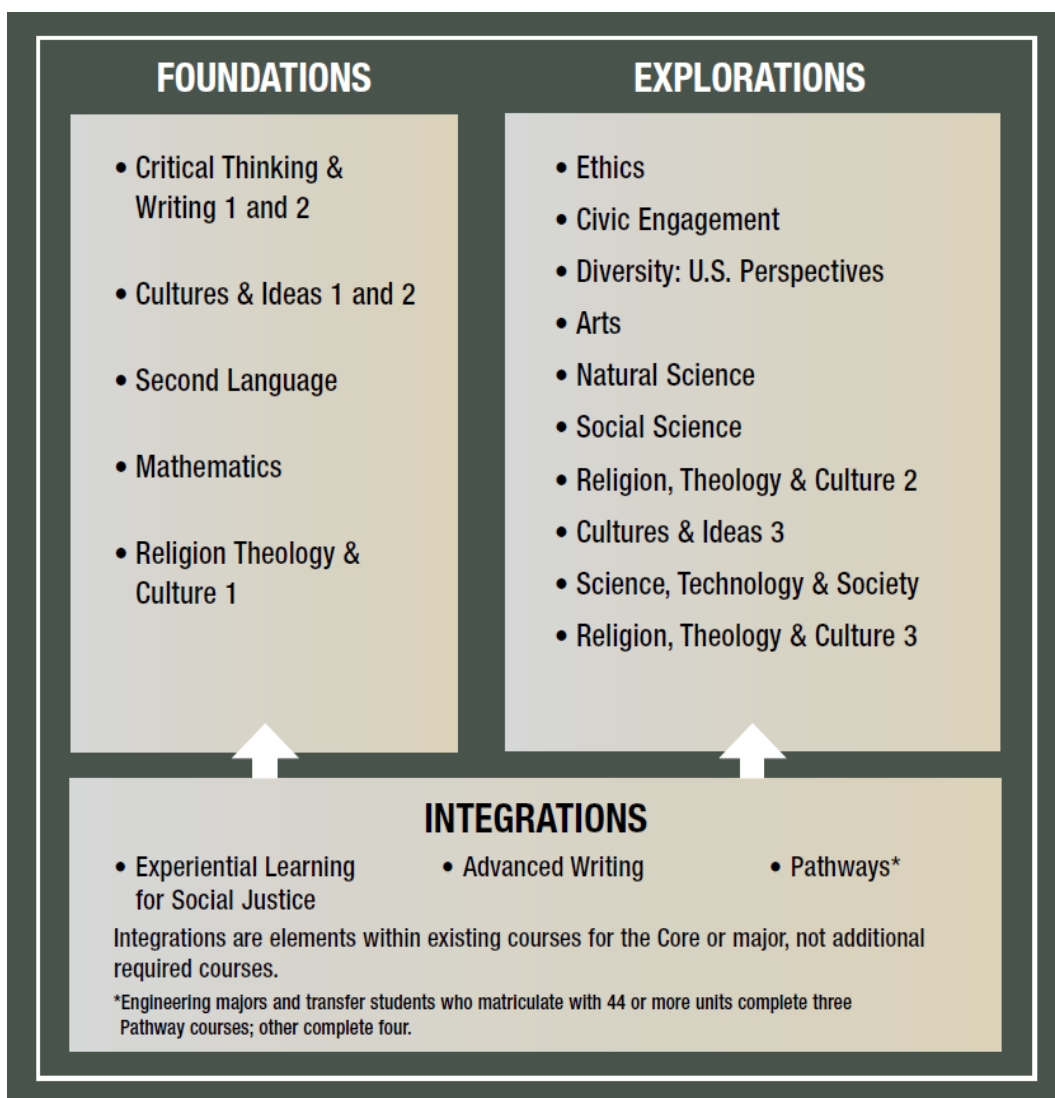 FOUNDATIONS
• Critical Thinking &
Writing 1 and 2
• Cultures & Ideas 1 and 2
• Second Language
• Mathematics
• Religion Theology &
Culture 1
EXPLORATIONS
• Ethics
• Civic Engagement
• Diversity: U.S. Perspectives
• Arts
• Natural Science
• Social Science
• Religion, Theology & Culture 2
• Cultures & Ideas 3
• Science, Technology & Society
• Religion, Theology & Culture 3
INTEGRATIONS
• Experiential Learning
for Social Justice
• Advanced Writing
• Pathways*
Integrations are elements within existing courses for the Core or major, not additional
required courses.
*Engineering majors and transfer students who matriculate with 44 or more units complete three
Pathway courses; other complete four.